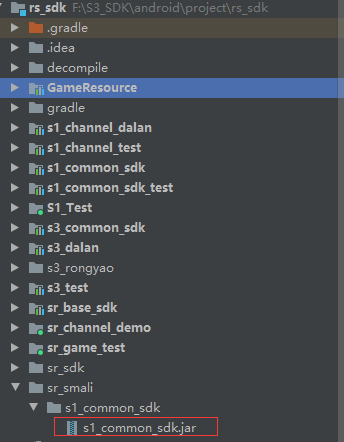 rs_sdk F:\S3_SDK\android\project\rs_sdk
.gradle
.idea
decompile
GameResource
gradle
s1_channel_dalan
s1_channel_test
s1_common_sdk
s1_common_sdk_test
S1_Test
s3_common_sdk
s3_dalan
s3_rongyao
s3_test
sr_base_sdk
sr_channel_demo
sr_game_test
sr_sdk
sr_smali
s1_common_sdk
s1_common_sdk.jar